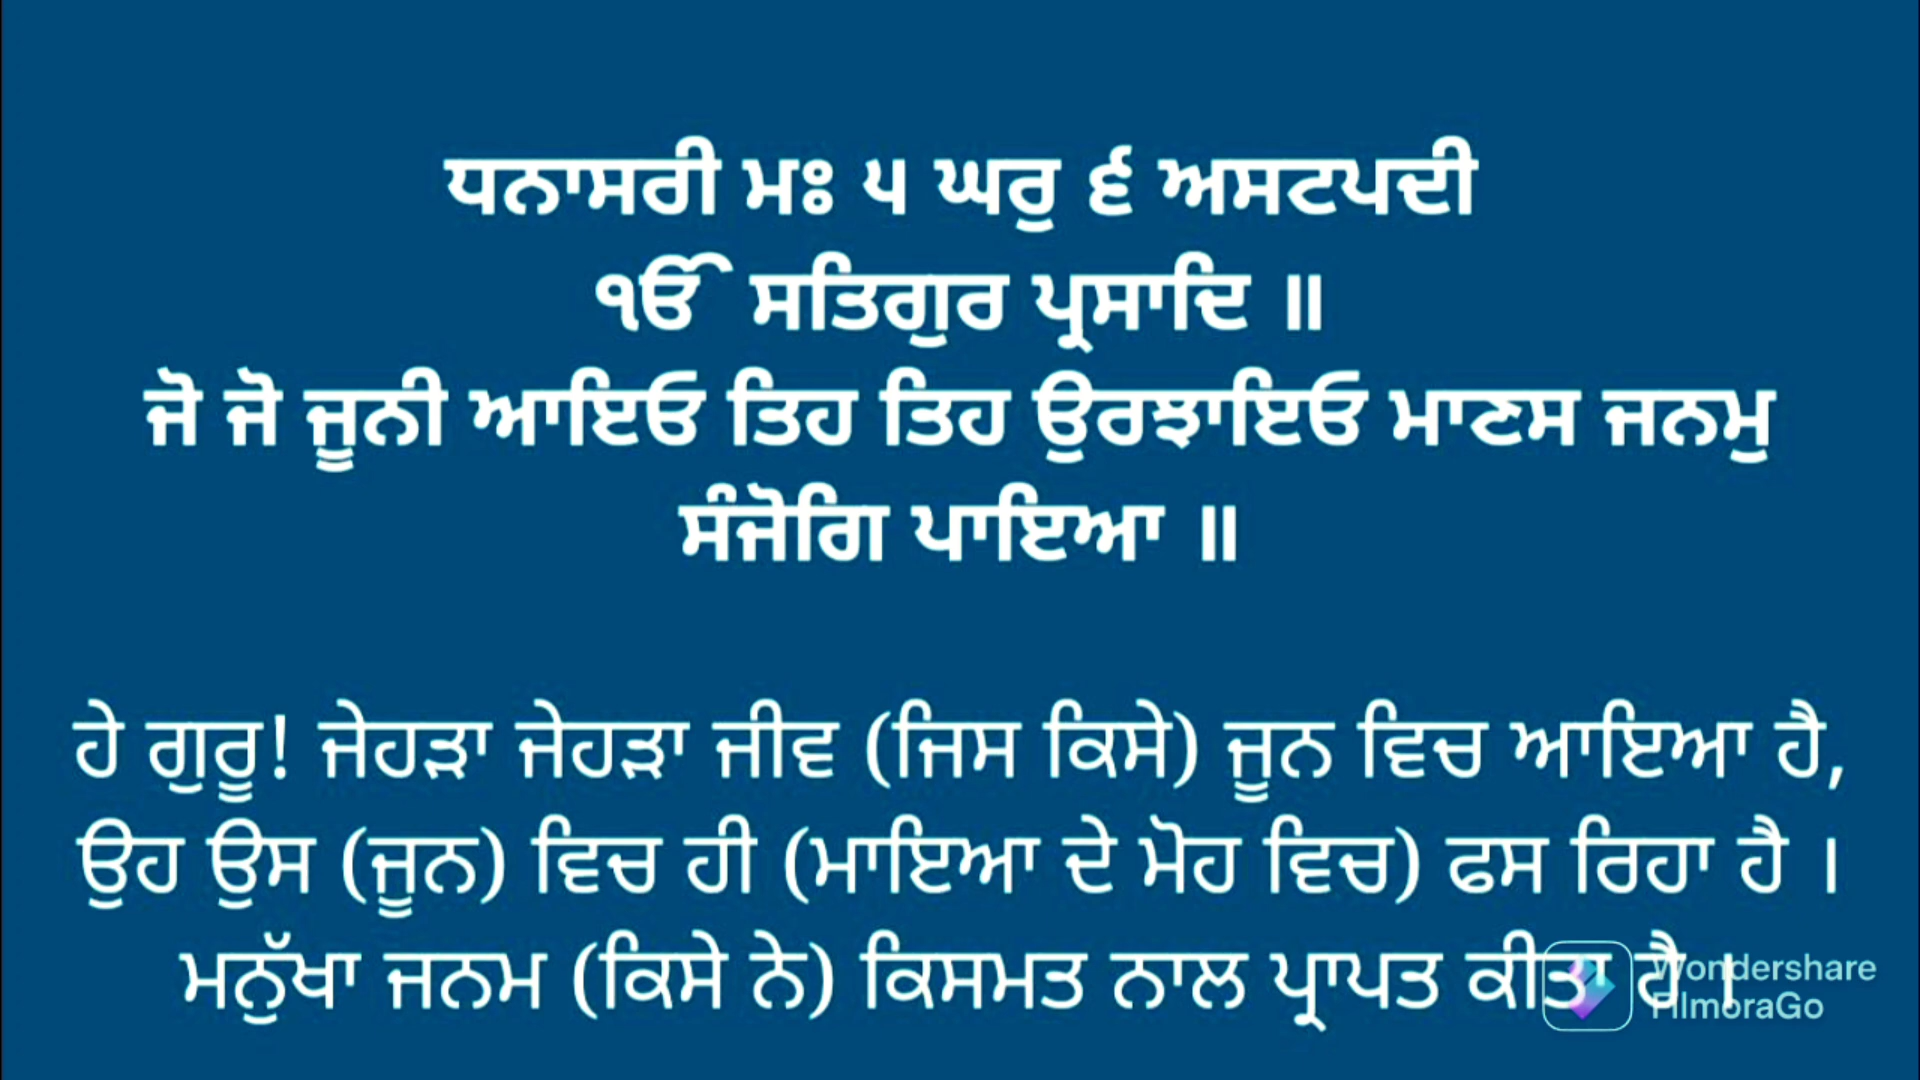 ਧਨਾਸਰੀ ਮਃ ੫ ਘਰੁ ੬ ਅਸਟਪਦੀ
ੴ ਸਤਿਗੁਰ ਪ੍ਰਸਾਦਿ ॥
ਜੋ ਜੋ ਜੂਨੀ ਆਇਓ ਤਿਹ ਤਿਹ ਉਰਝਾਇਓ ਮਾਣਸ ਜਨਮੁ
ਸੰਜੋਗਿ ਪਾਇਆ ॥
ਹੇ ਗੁਰੂ! ਜੇਹੜਾ ਜੇਹੜਾ ਜੀਵ (ਜਿਸ ਕਿਸੇ) ਜੂਨ ਵਿਚ ਆਇਆ ਹੈ,
ਉਹ ਉਸ (ਜੂਨ) ਵਿਚ ਹੀ (ਮਾਇਆ ਦੇ ਮੋਹ ਵਿਚ) ਫਸ ਰਿਹਾ ਹੈ ।
ਮਨੁੱਖਾ ਜਨਮ (ਕਿਸੇ ਨੇ) ਕਿਸਮਤ ਨਾਲ ਪ੍ਰਾਪਤ ਕੀਤਾ ਹੈ ।
Wondershare
FilmoraGo